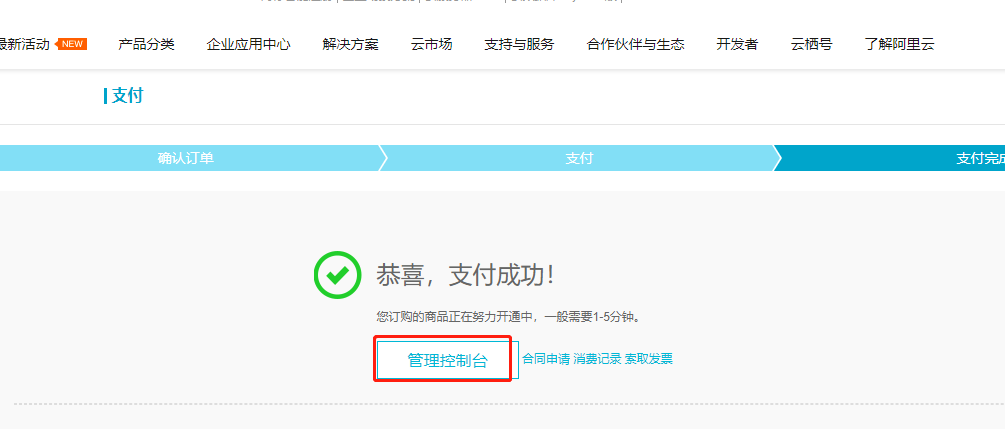 最新活动 NEW 产品分类 企业应用中心 解决方案 云市场 支持与服务 合作伙伴与生态 开发者 云栖号 了解阿里云
支付
确认订单 支付 支付完成
恭喜，支付成功！
您订购的商品正在努力开通中，一般需要1-5分钟。
管理控制台 合同申请 消费记录 索取发票